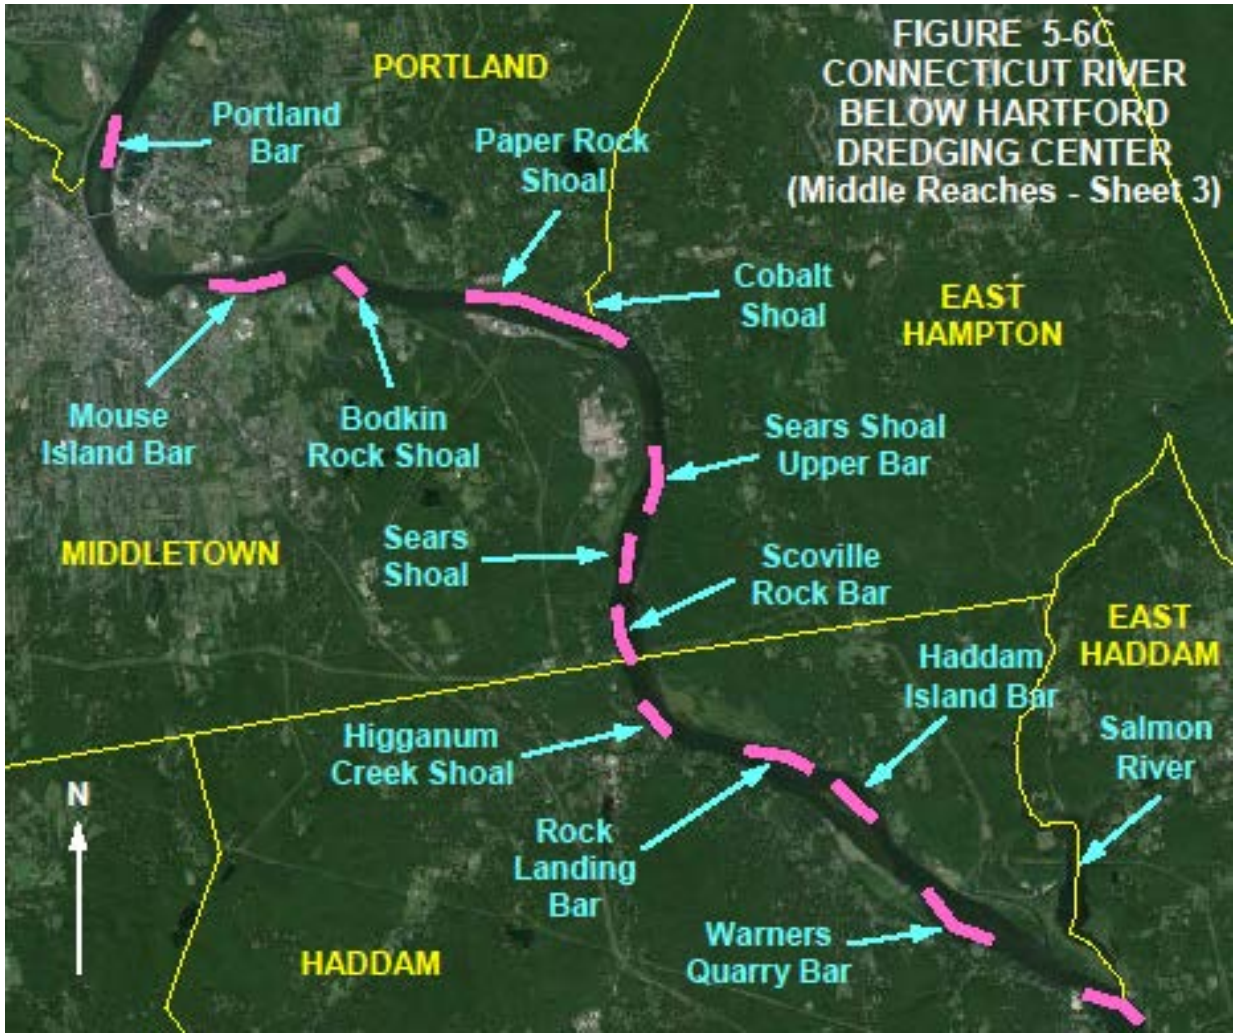 FIGURE 5-6C
CONNECTICUT RIVER
BELOW HARTFORD
DREDGING CENTER
(Middle Reaches - Sheet 3)
PORTLAND
Portland
Bar
Paper Rock
Shoal
Cobalt
Shoal
EAST
HAMPTON
Mouse
Island Bar
Bodkin
Rock Shoal
Sears Shoal
Upper Bar
MIDDLETOWN
Sears
Shoal
Scoville
Rock Bar
EAST
HADDAM
Haddam
Island Bar
Higganum
Creek Shoal
Salmon
River
N
Rock
Landing
Bar
Warners
Quarry Bar
HADDAM